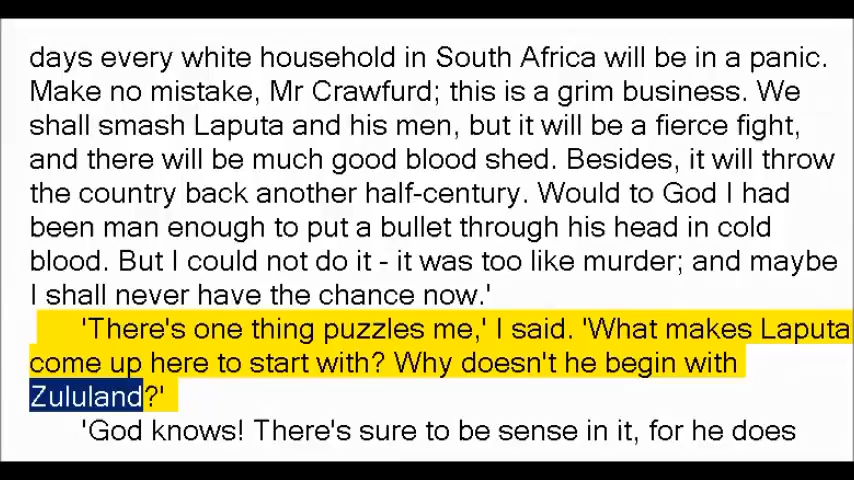 days every white household in South Africa will be in a panic.
Make no mistake, Mr Crawfurd; this is a grim business. We
shall smash Laputa and his men, but it will be a fierce fight,
and there will be much good blood shed. Besides, it will throw
the country back another half-century. Would to God I had
been man enough to put a bullet through his head in cold
blood. But I could not do it - it was too like murder; and maybe
I shall never have the chance now.'
'There's one thing puzzles me,' I said. 'What makes Laputa
come up here to start with? Why doesn't he begin with
Zululand?'
'God knows! There's sure to be sense in it, for he does